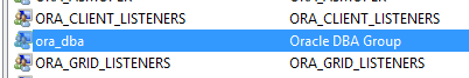 ORA_CLIENT_LISTENERS ORA_CLIENT_LISTENERS
ora_dba Oracle DBA Group
ORA_GRID_LISTENERS ORA_GRID_LISTENERS